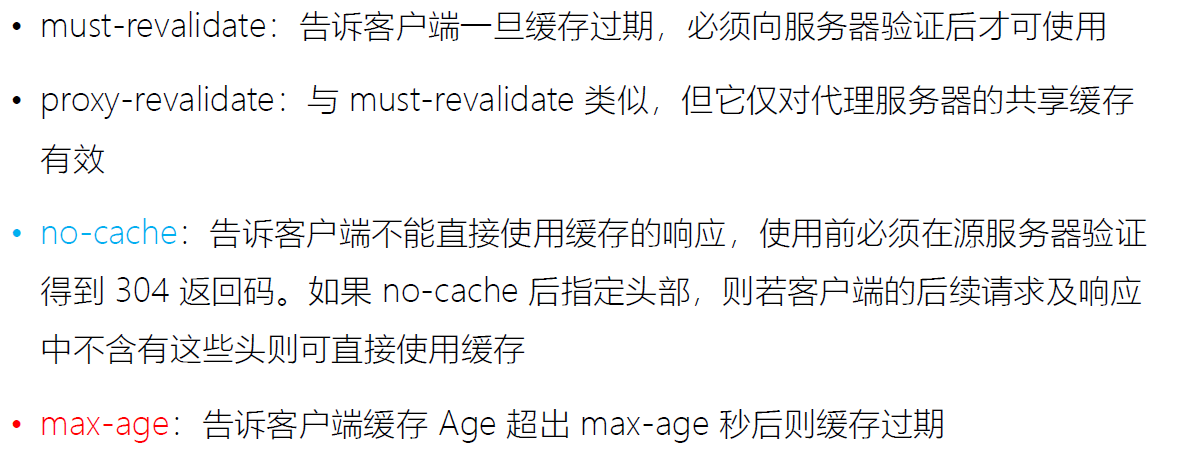 • must-revalidate：告诉客户端一旦缓存过期，必须向服务器验证后才可使用
• proxy-revalidate：与 must-revalidate 类似，但它仅对代理服务器的共享缓存
有效
• no-cache：告诉客户端不能直接使用缓存的响应，使用前必须在源服务器验证
得到 304 返回码。如果 no-cache 后指定头部，则若客户端的后续请求及响应
中不含有这些头则可直接使用缓存
• max-age：告诉客户端缓存 Age 超出 max-age 秒后则缓存过期